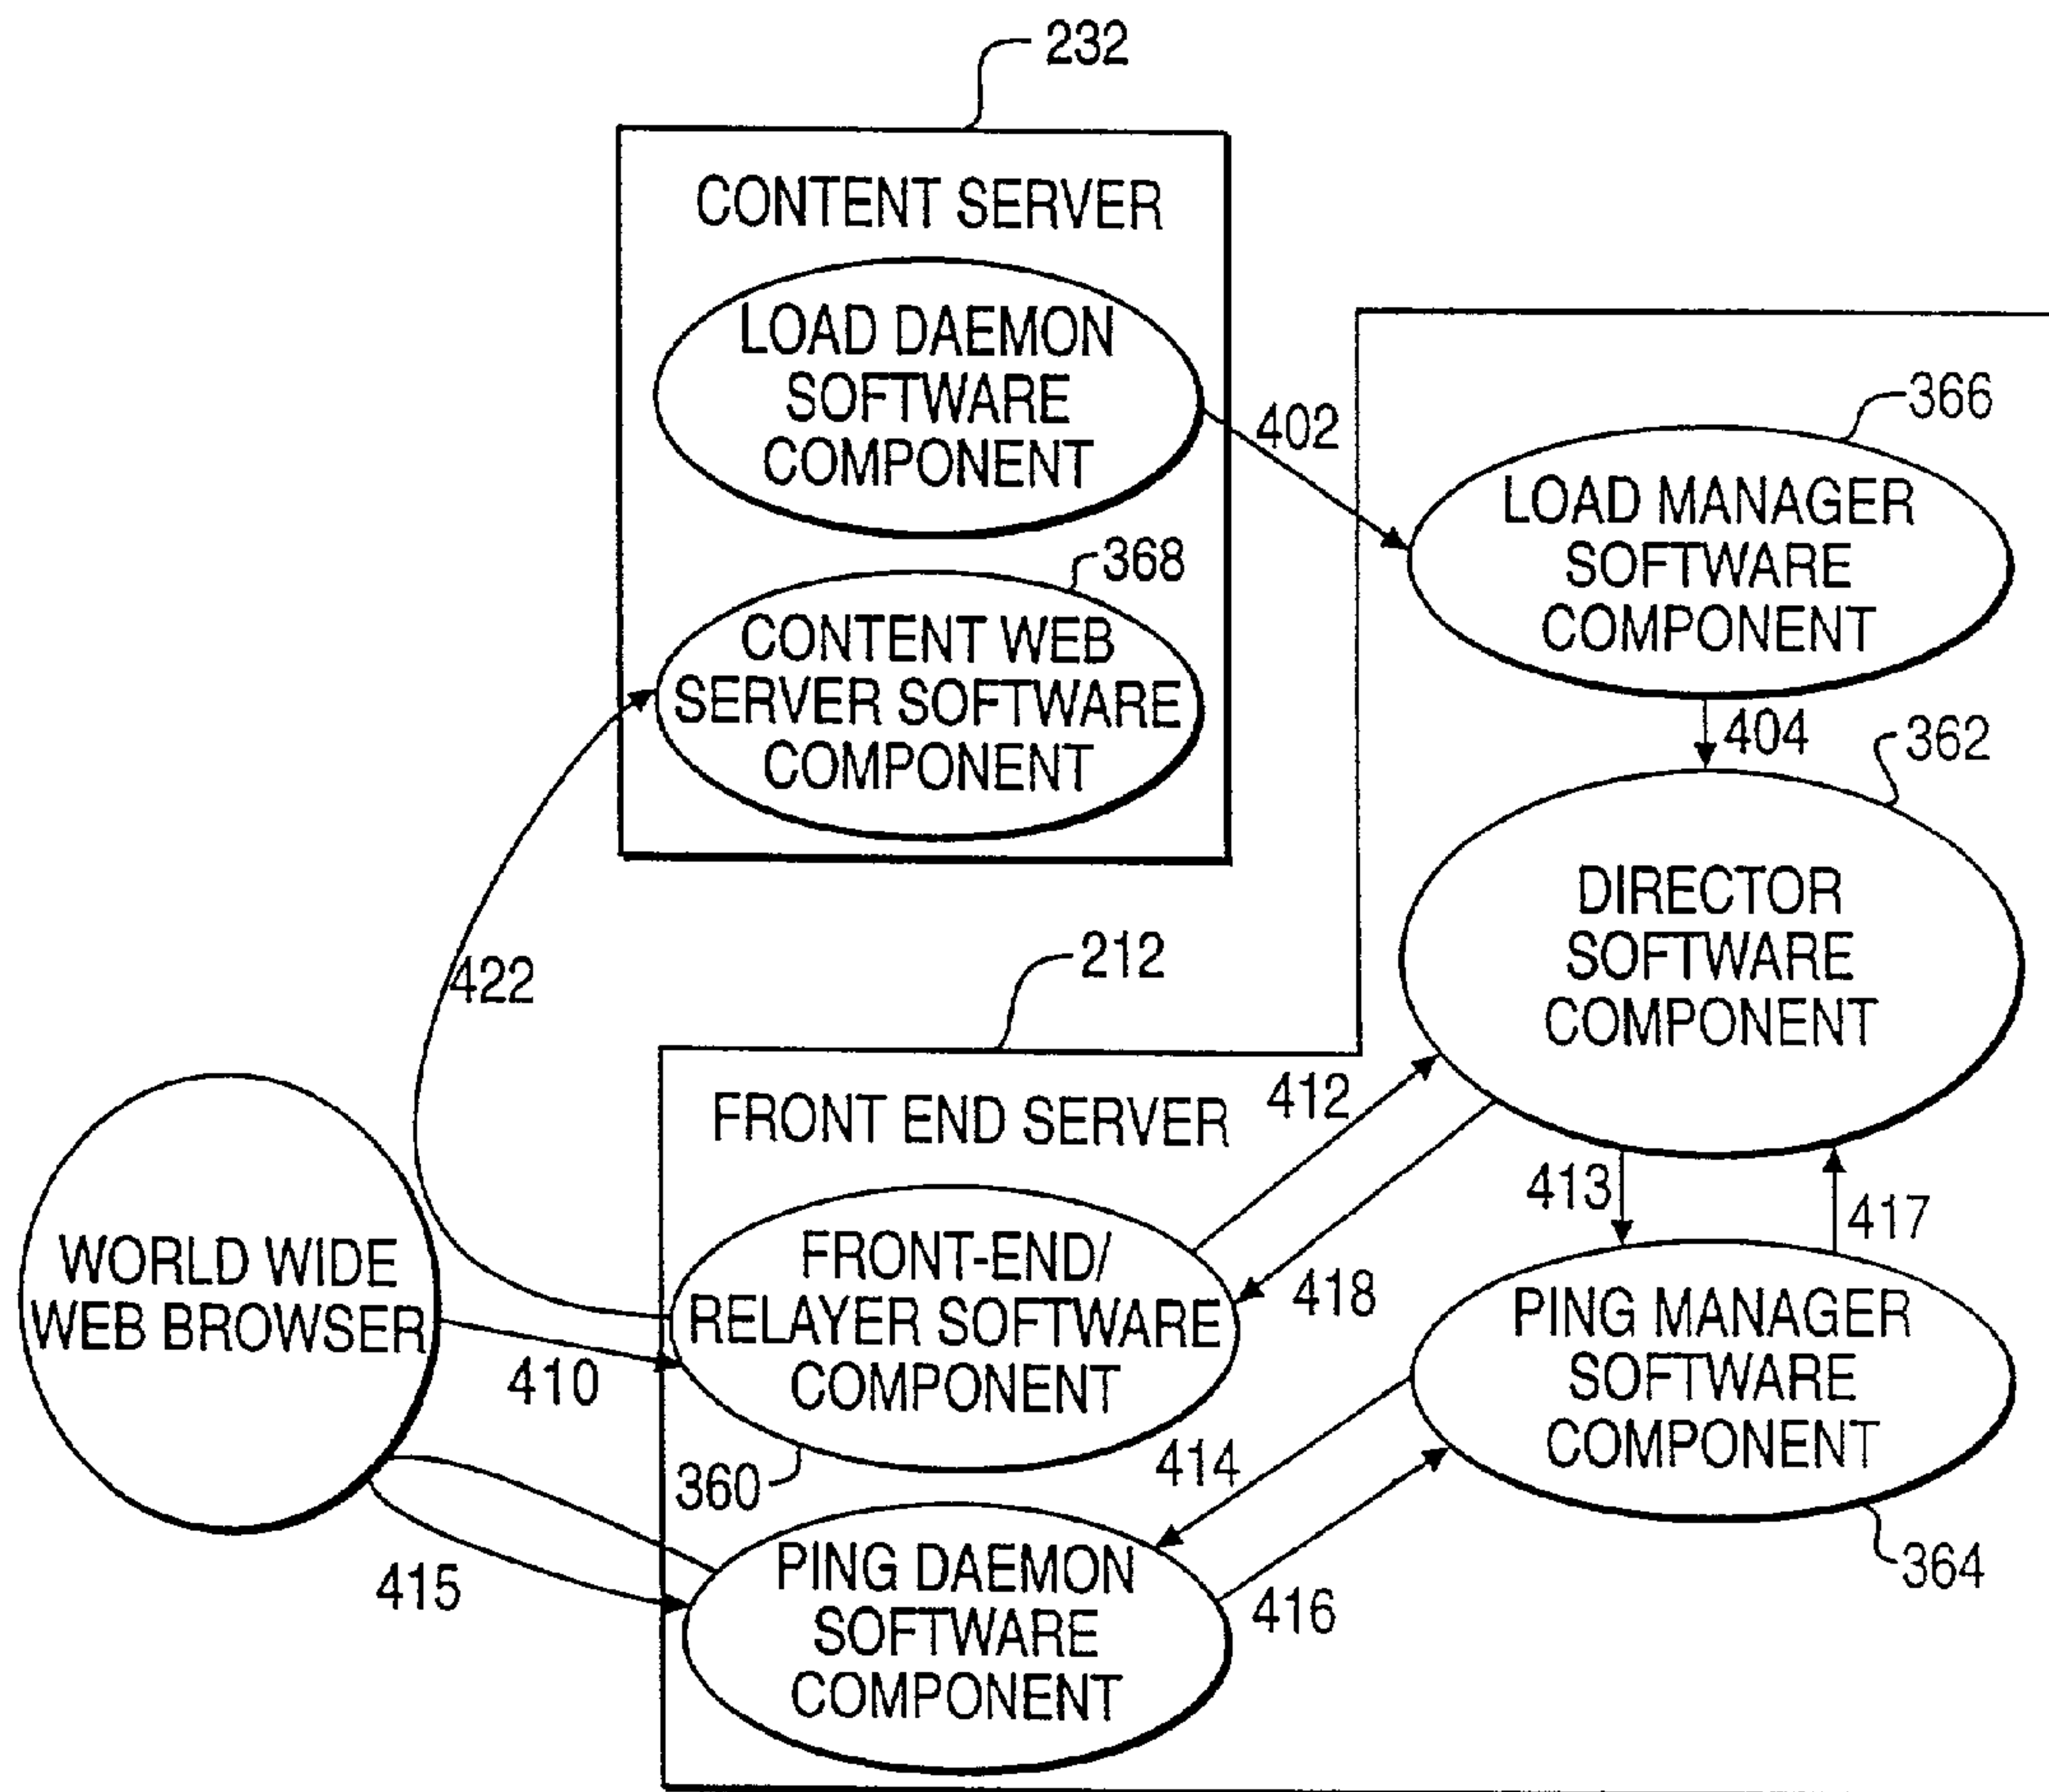 232
CONTENT SERVER
LOAD DAEMON
SOFTWARE
COMPONENT
402
366
LOAD MANAGER
SOFTWARE
COMPONENT
368
CONTENT WEB
SERVER SOFTWARE
COMPONENT
404
362
DIRECTOR
SOFTWARE
COMPONENT
422
212
FRONT END SERVER
412
413
417
WORLD WIDE
WEB BROWSER
410
FRONT-END/
RELAYER SOFTWARE
COMPONENT
418
PING MANAGER
SOFTWARE
COMPONENT
360
414
364
415
PING DAEMON
SOFTWARE
COMPONENT
416